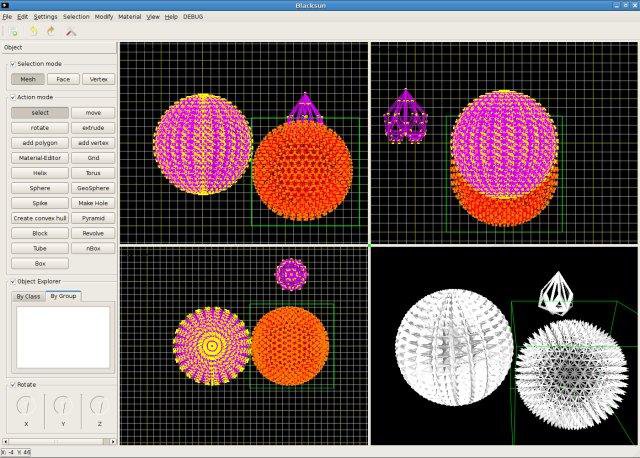 Blacksun
File Edit Settings Selection Modify Material View Help DEBUG
Object
Selection mode
Mesh Face Vertex
Action mode
select move
rotate extrude
add polygon add vertex
Material-Editor Grid
Helix Torus
Sphere GeoSphere
Spike Make Hole
Create convex hull Pyramid
Block Revolve
Tube nBox
Box
Object Explorer
By Class By Group
Rotate
X Y Z
X: -4 Y: 46